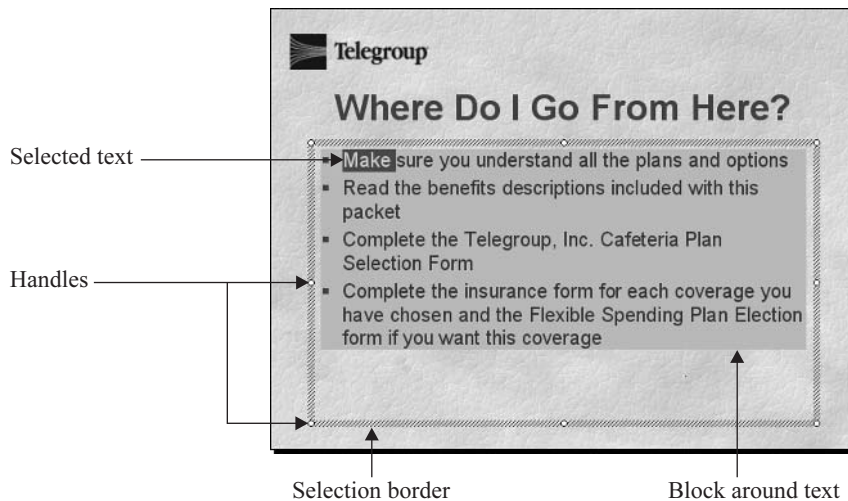 Telegroup
Where Do I Go From Here?
Selected text
▪ Make sure you understand all the plans and options
▪ Read the benefits descriptions included with this
packet
▪ Complete the Telegroup, Inc. Cafeteria Plan
Selection Form
Handles
▪ Complete the insurance form for each coverage you
have chosen and the Flexible Spending Plan Election
form if you want this coverage
Selection border
Block around text